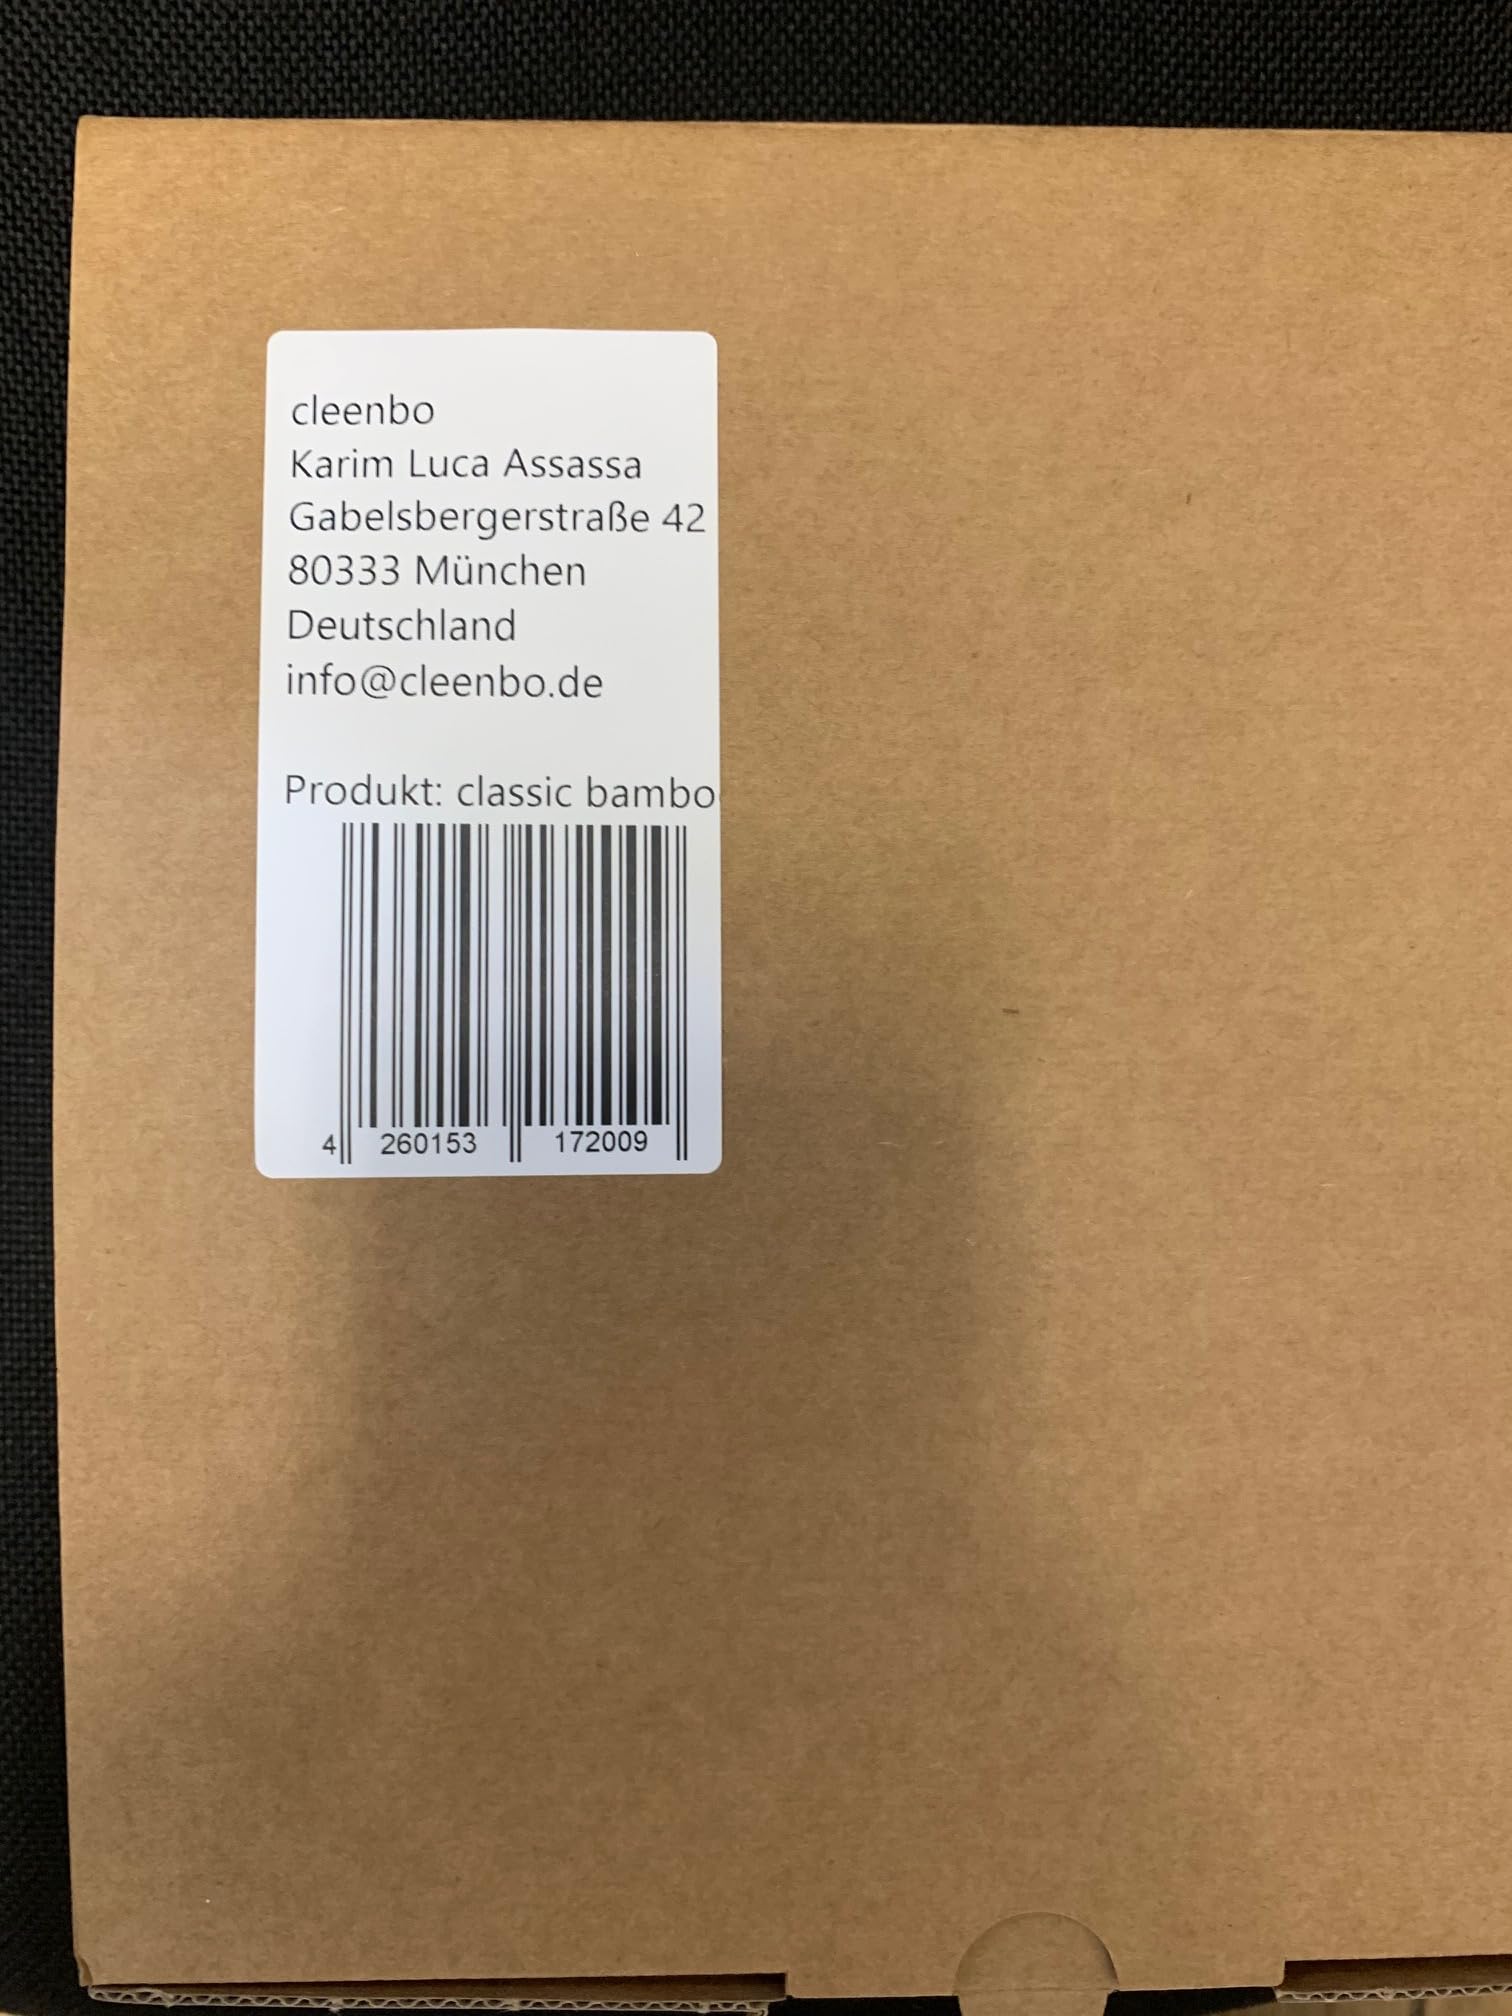 cleenbo
Karim Luca Assassa
Gabelsbergerstraße 42
80333 München
Deutschland
info@cleenbo.de
Produkt: classic bambo
4 260153 172009